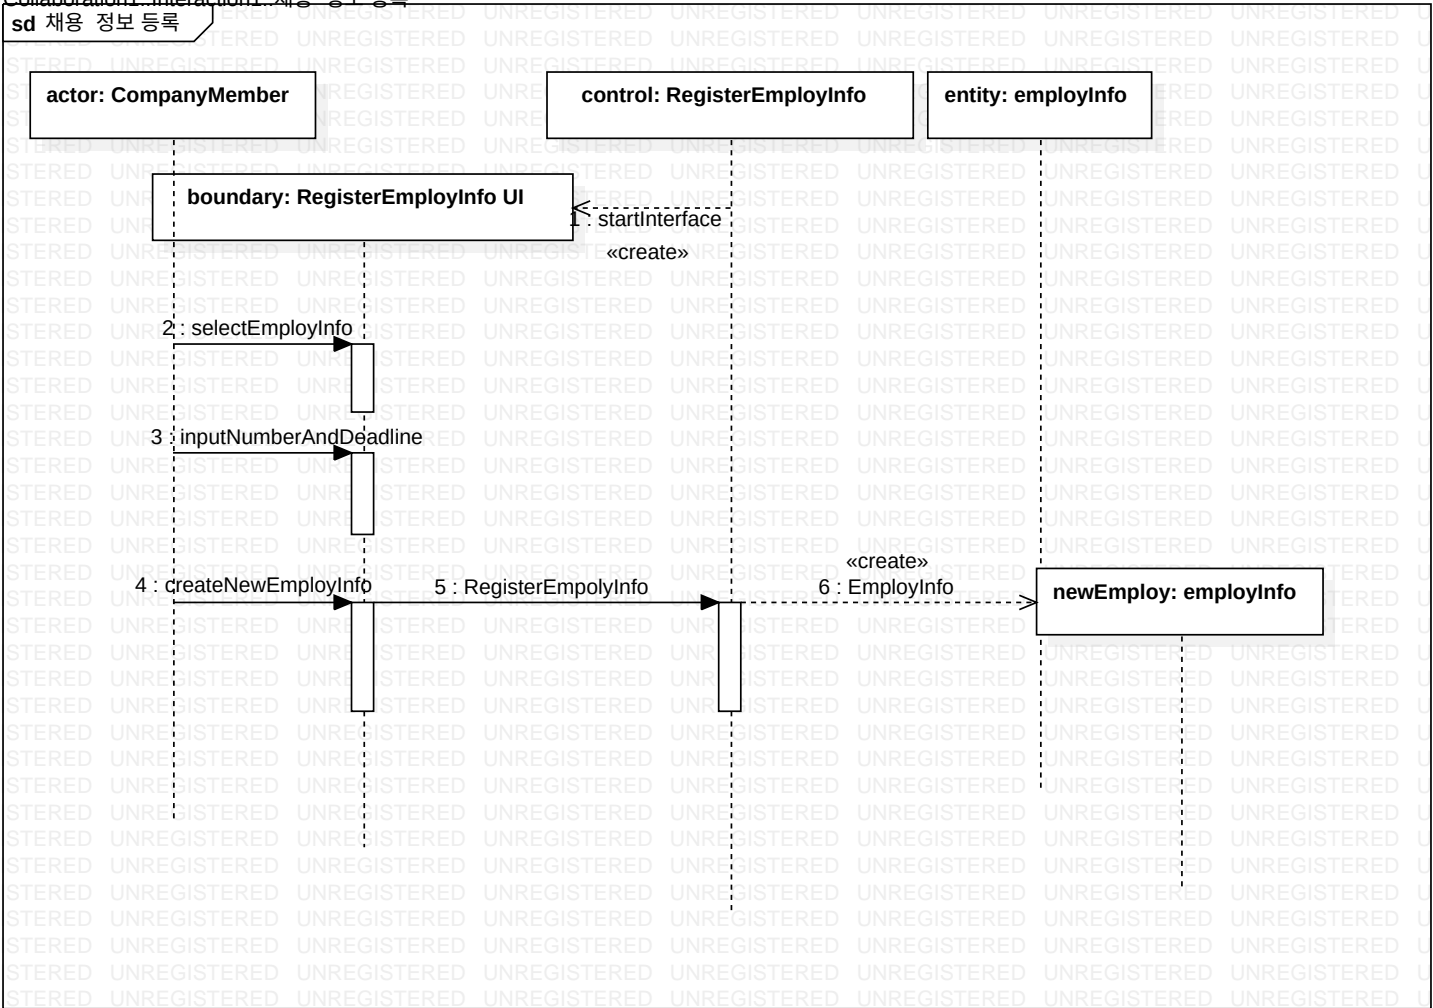 sd 채용 정보 등록
actor: CompanyMember
control: RegisterEmployInfo
entity: employInfo
boundary: RegisterEmployInfo UI
1 : startInterface
«create»
2 : selectEmployInfo
3 : inputNumberAndDeadline
«create»
4 : createNewEmployInfo
5 : RegisterEmpolyInfo
6 : EmployInfo
newEmploy: employInfo
UNREGISTERED